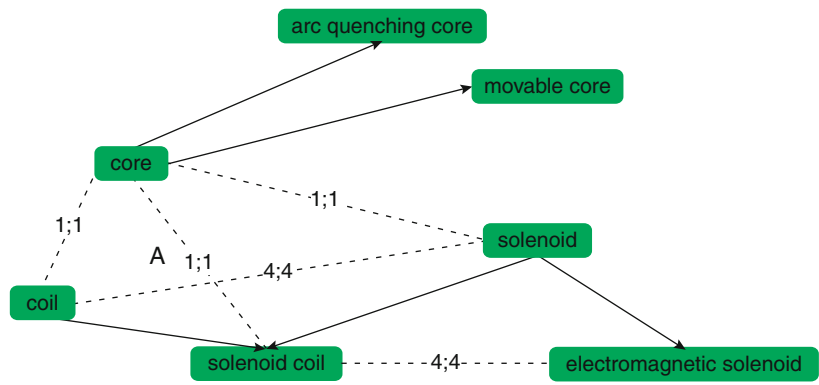 arc quenching core
movable core
core
1;1
1;1
solenoid
A
1;1
4;4
coil
solenoid coil
4;4
electromagnetic solenoid